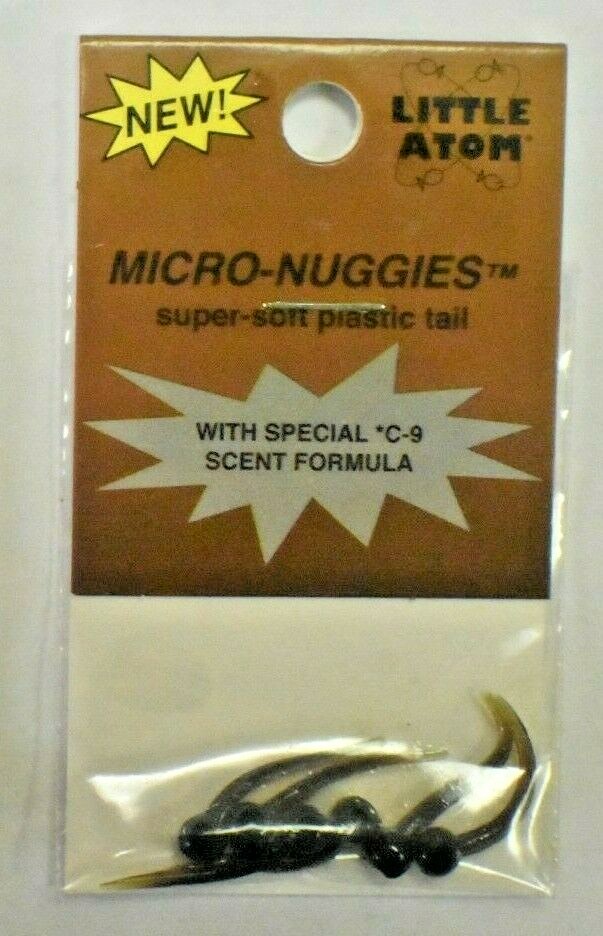 NEW!
LITTLE
ATOM®
MICRO-NUGGIES™
super-soft plastic tail
WITH SPECIAL *C-9
SCENT FORMULA